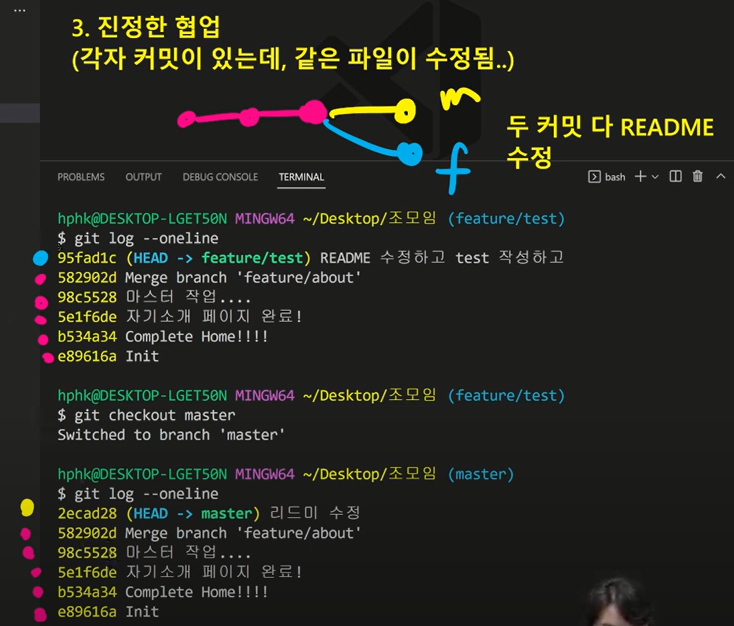 ...
3. 진정한 협업
(각자 커밋이 있는데, 같은 파일이 수정됨..)
m
두 커밋 다 README
수정
f
PROBLEMS OUTPUT DEBUG CONSOLE TERMINAL bash
hphk@DESKTOP-LGET50N MINGW64 ~/Desktop/조모임 (feature/test)
$ git log --oneline
95fad1c (HEAD -> feature/test) README 수정하고 test 작성하고
582902d Merge branch 'feature/about'
98c5528 마스터 작업....
5e1f6de 자기소개 페이지 완료!
b534a34 Complete Home!!!!
e89616a Init
hphk@DESKTOP-LGET50N MINGW64 ~/Desktop/조모임 (feature/test)
$ git checkout master
Switched to branch 'master'
hphk@DESKTOP-LGET50N MINGW64 ~/Desktop/조모임 (master)
$ git log --oneline
2ecad28 (HEAD -> master) 리드미 수정
582902d Merge branch 'feature/about'
98c5528 마스터 작업....
5e1f6de 자기소개 페이지 완료!
b534a34 Complete Home!!!!
e89616a Init